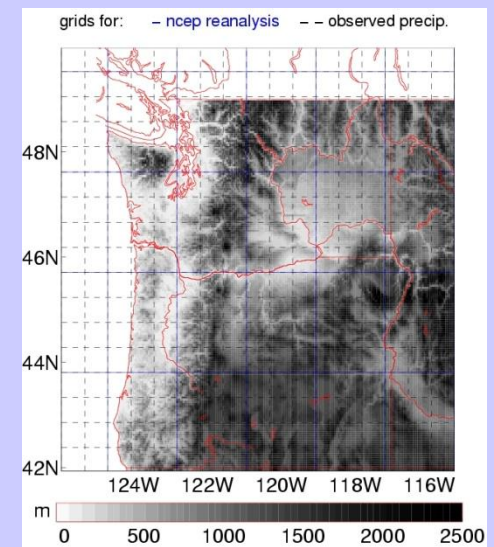 grids for: – ncep reanalysis – – observed precip.
48N
46N
44N
42N
124W 122W 120W 118W 116W
m
0 500 1000 1500 2000 2500